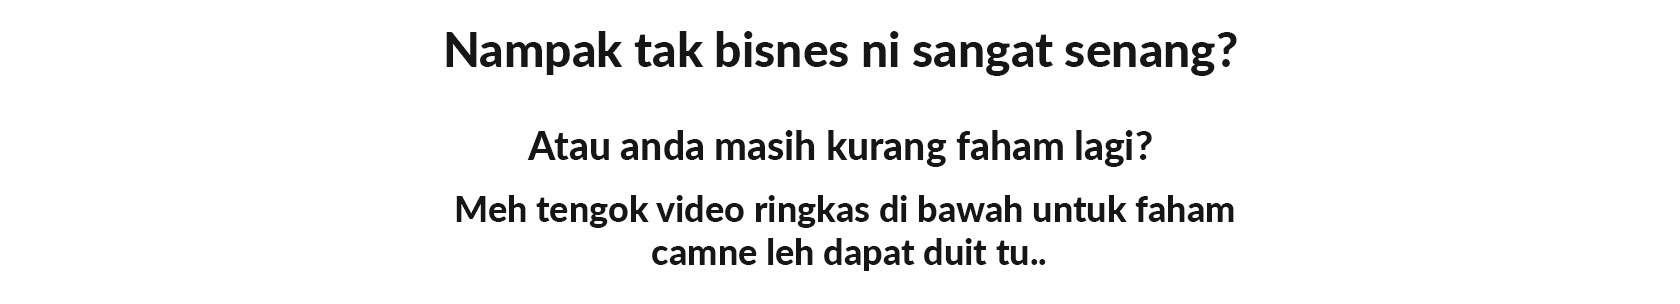 Nampak tak bisnes ni sangat senang?
Atau anda masih kurang faham lagi?
Meh tengok video ringkas di bawah untuk faham
camne leh dapat duit tu..